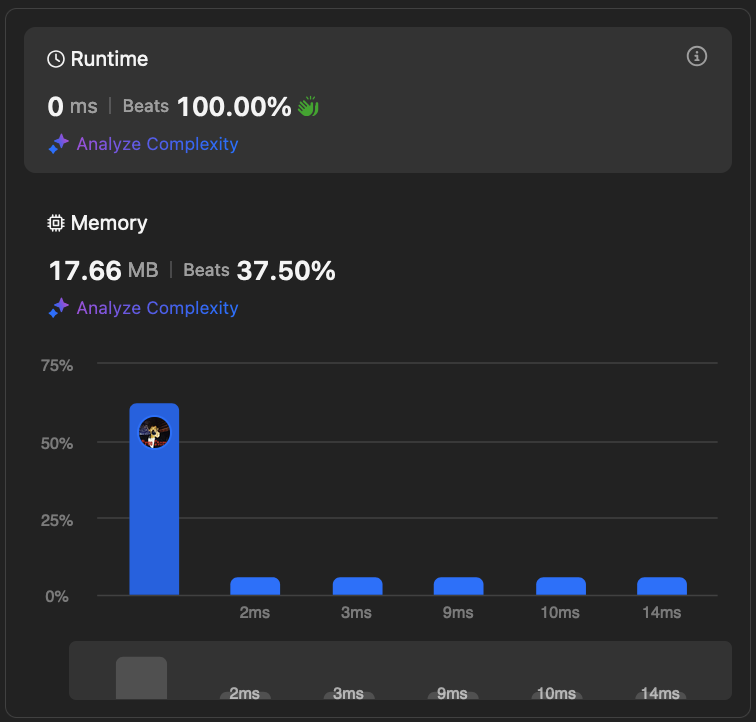 Runtime
0 ms | Beats 100.00%
Analyze Complexity
Memory
17.66 MB | Beats 37.50%
Analyze Complexity
75%
50%
25%
0%
2ms 3ms 9ms 10ms 14ms
2ms 3ms 9ms 10ms 14ms